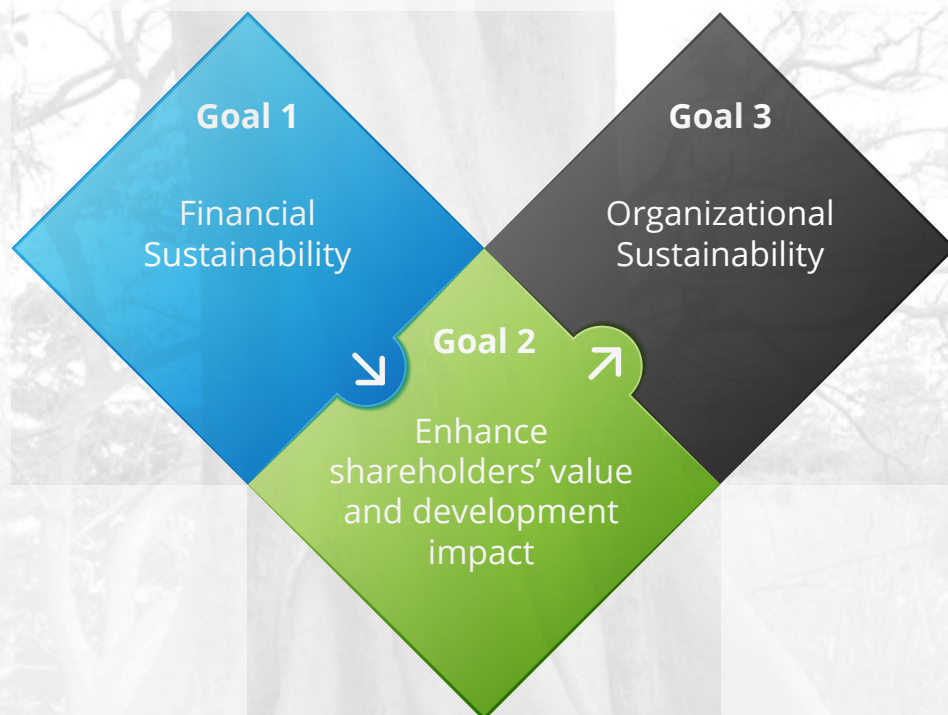 Goal 1
Financial
Sustainability
Goal 2
Enhance
shareholders’ value
and development
impact
Goal 3
Organizational
Sustainability